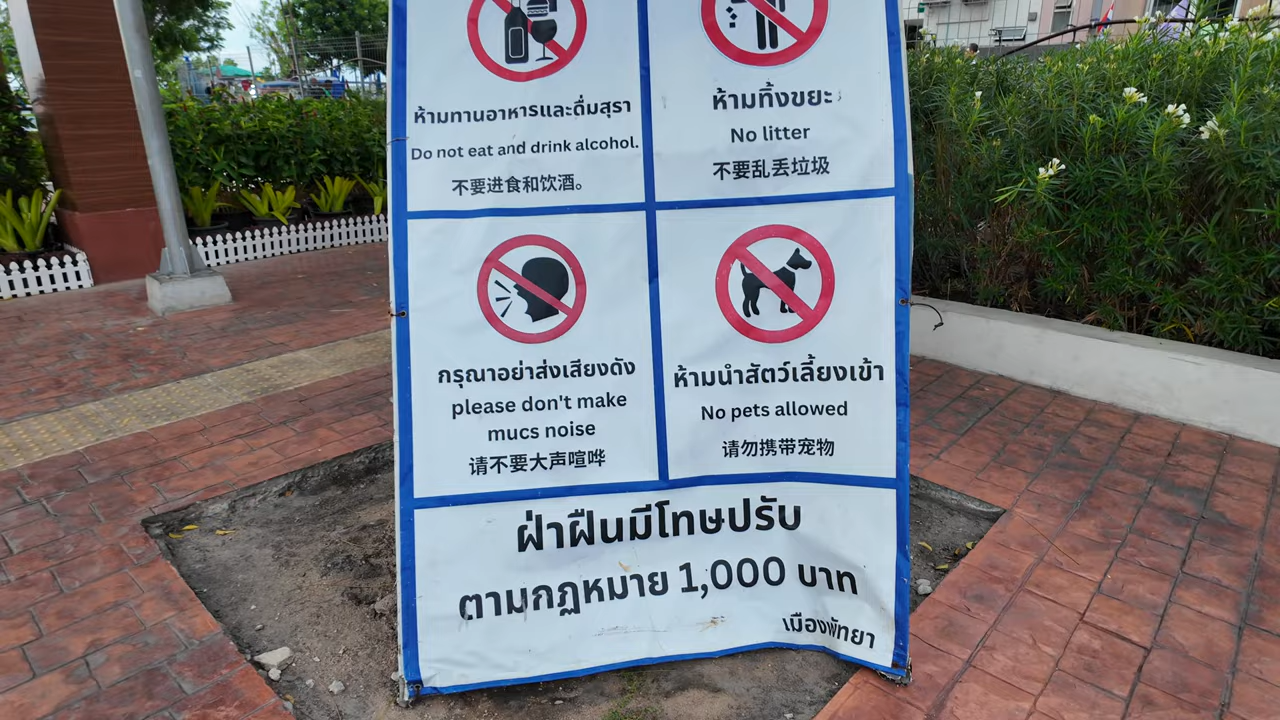 ห้ามทานอาหารและดื่มสุรา
Do not eat and drink alcohol.
不要进食和饮酒。
ห้ามทิ้งขยะ
No litter
不要乱丢垃圾
กรุณาอย่าส่งเสียงดัง
please don't make
mucs noise
请不要大声喧哗
ห้ามนำสัตว์เลี้ยงเข้า
No pets allowed
请勿携带宠物
ฝ่าฝืนมีโทษปรับ
ตามกฎหมาย 1,000 บาท
เมืองพัทยา